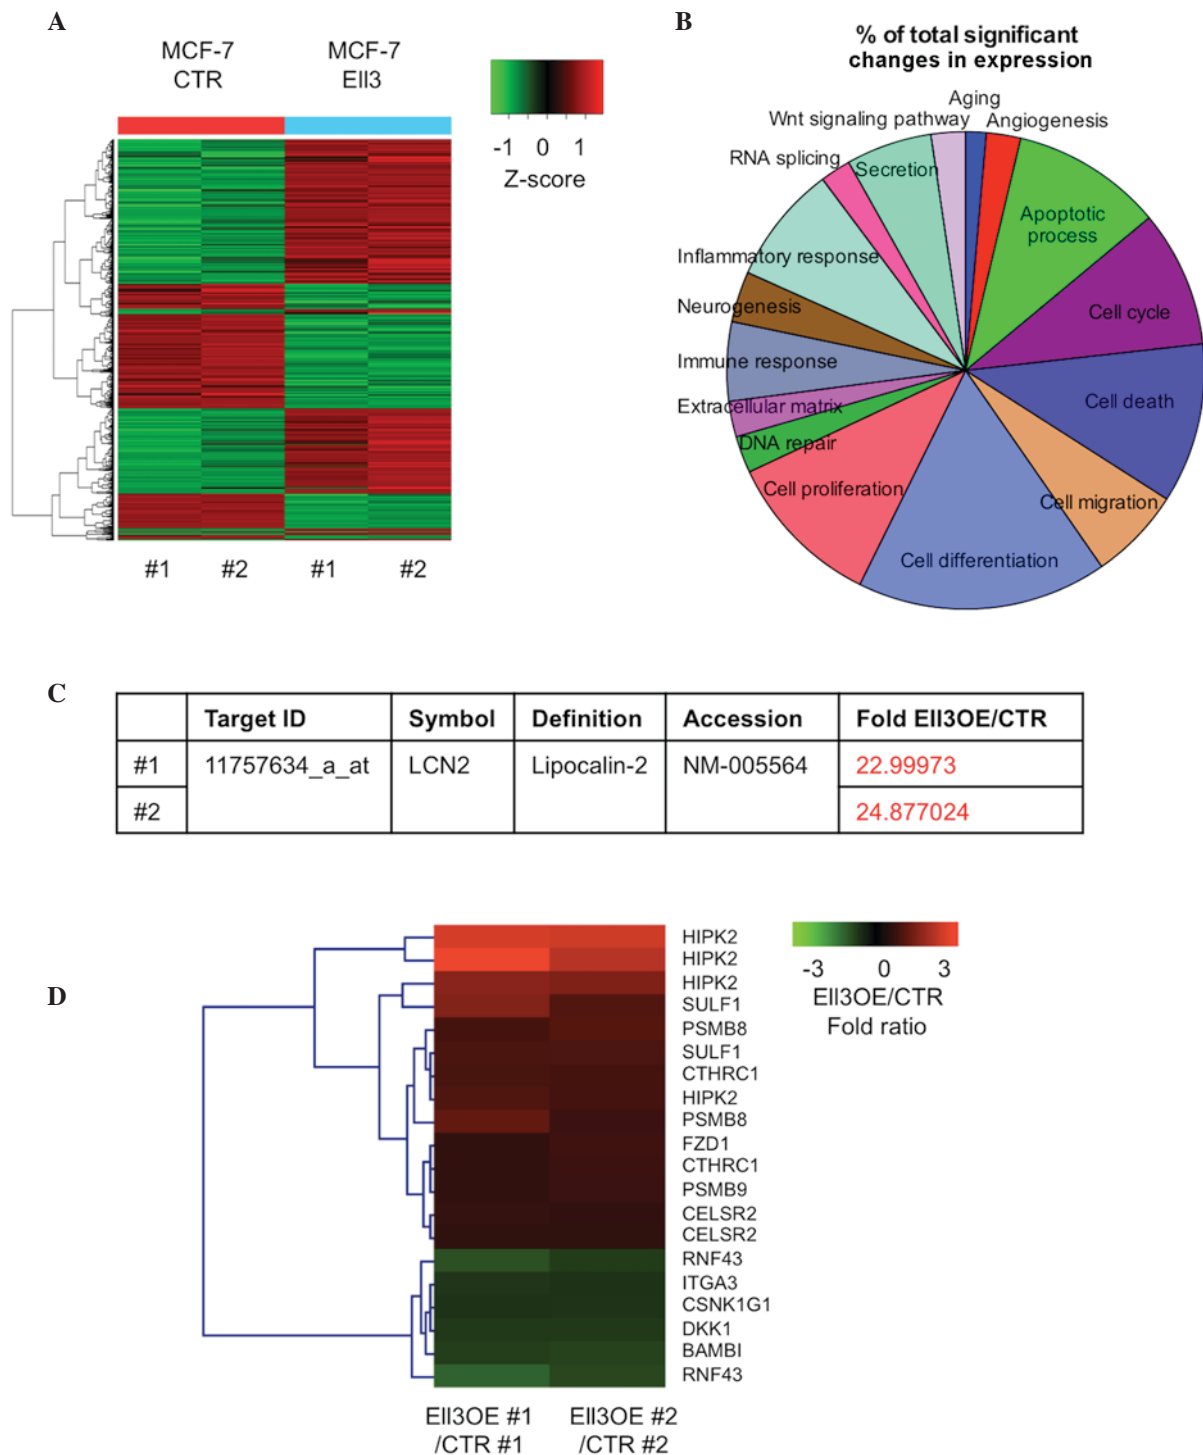 A
MCF-7
CTR
MCF-7
Ell3
-1 0 1
Z-score
#1 #2 #1 #2
B
% of total significant
changes in expression
Aging
Wnt signaling pathway
Angiogenesis
RNA splicing
Secretion
Apoptotic
process
Inflammatory response
Cell cycle
Neurogenesis
Immune response
Cell death
Extracellular matrix
DNA repair
Cell proliferation
Cell migration
Cell differentiation
C
Target ID Symbol Definition Accession Fold Ell3OE/CTR
#1 11757634_a_at LCN2 Lipocalin-2 NM-005564 22.99973
#2 24.877024
D
HIPK2
HIPK2
HIPK2
SULF1
PSMB8
SULF1
CTHRC1
HIPK2
PSMB8
FZD1
CTHRC1
PSMB9
CELSR2
CELSR2
RNF43
ITGA3
CSNK1G1
DKK1
BAMBI
RNF43
-3 0 3
Ell3OE/CTR
Fold ratio
Ell3OE #1
/CTR #1
Ell3OE #2
/CTR #2